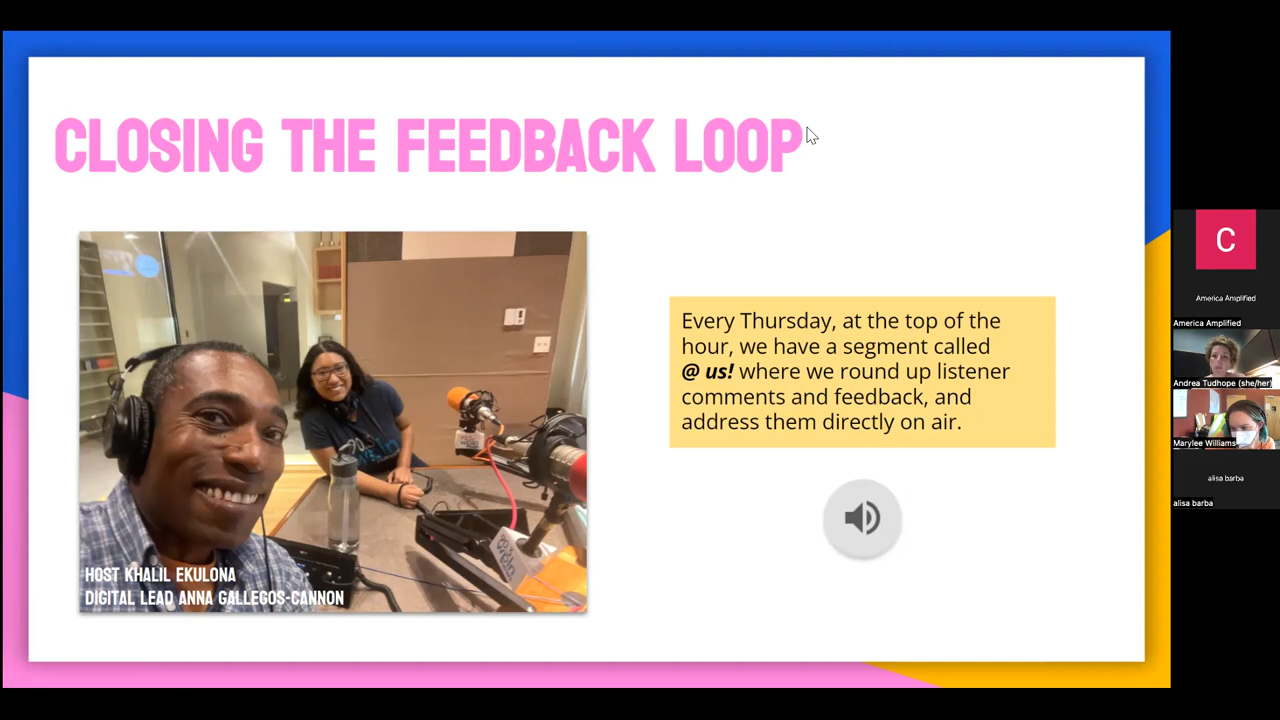 CLOSING THE FEEDBACK LOOP
Every Thursday, at the top of the
hour, we have a segment called
@ us! where we round up listener
comments and feedback, and
address them directly on air.
HOST KHALIL EKULONA
DIGITAL LEAD ANNA GALLEGOS-CANNON
C
America Amplified
America Amplified
Andrea Tudhope (she/her)
Marylee Williams
alisa barba
alisa barba